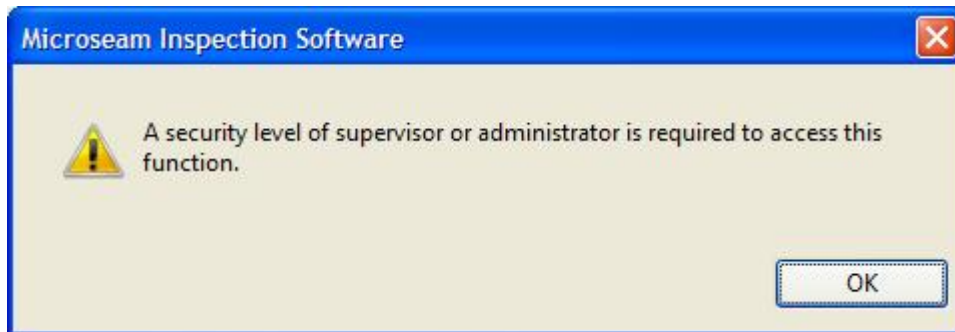 Microseam Inspection Software
A security level of supervisor or administrator is required to access this
function.
OK